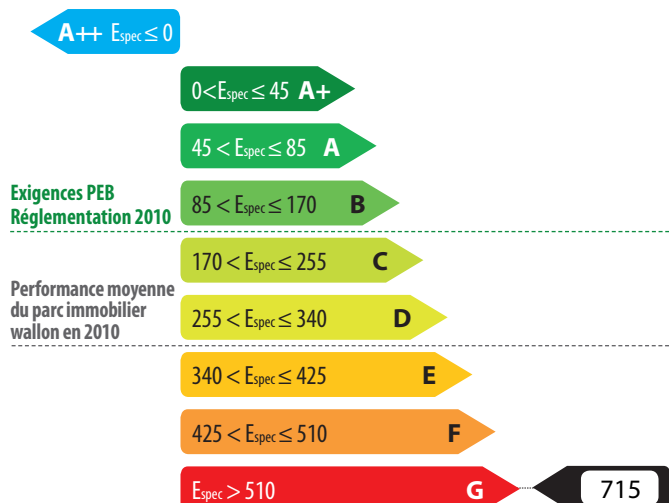 A++ Espec ≤ 0
0<Espec ≤ 45 A+
45 < Espec ≤ 85 A
Exigences PEB
Réglementation 2010
85 < Espec ≤ 170 B
170 < Espec ≤ 255 C
Performance moyenne
du parc immobilier
wallon en 2010
255 < Espec ≤ 340 D
340 < Espec ≤ 425 E
425 < Espec ≤ 510 F
Espec > 510 G
715